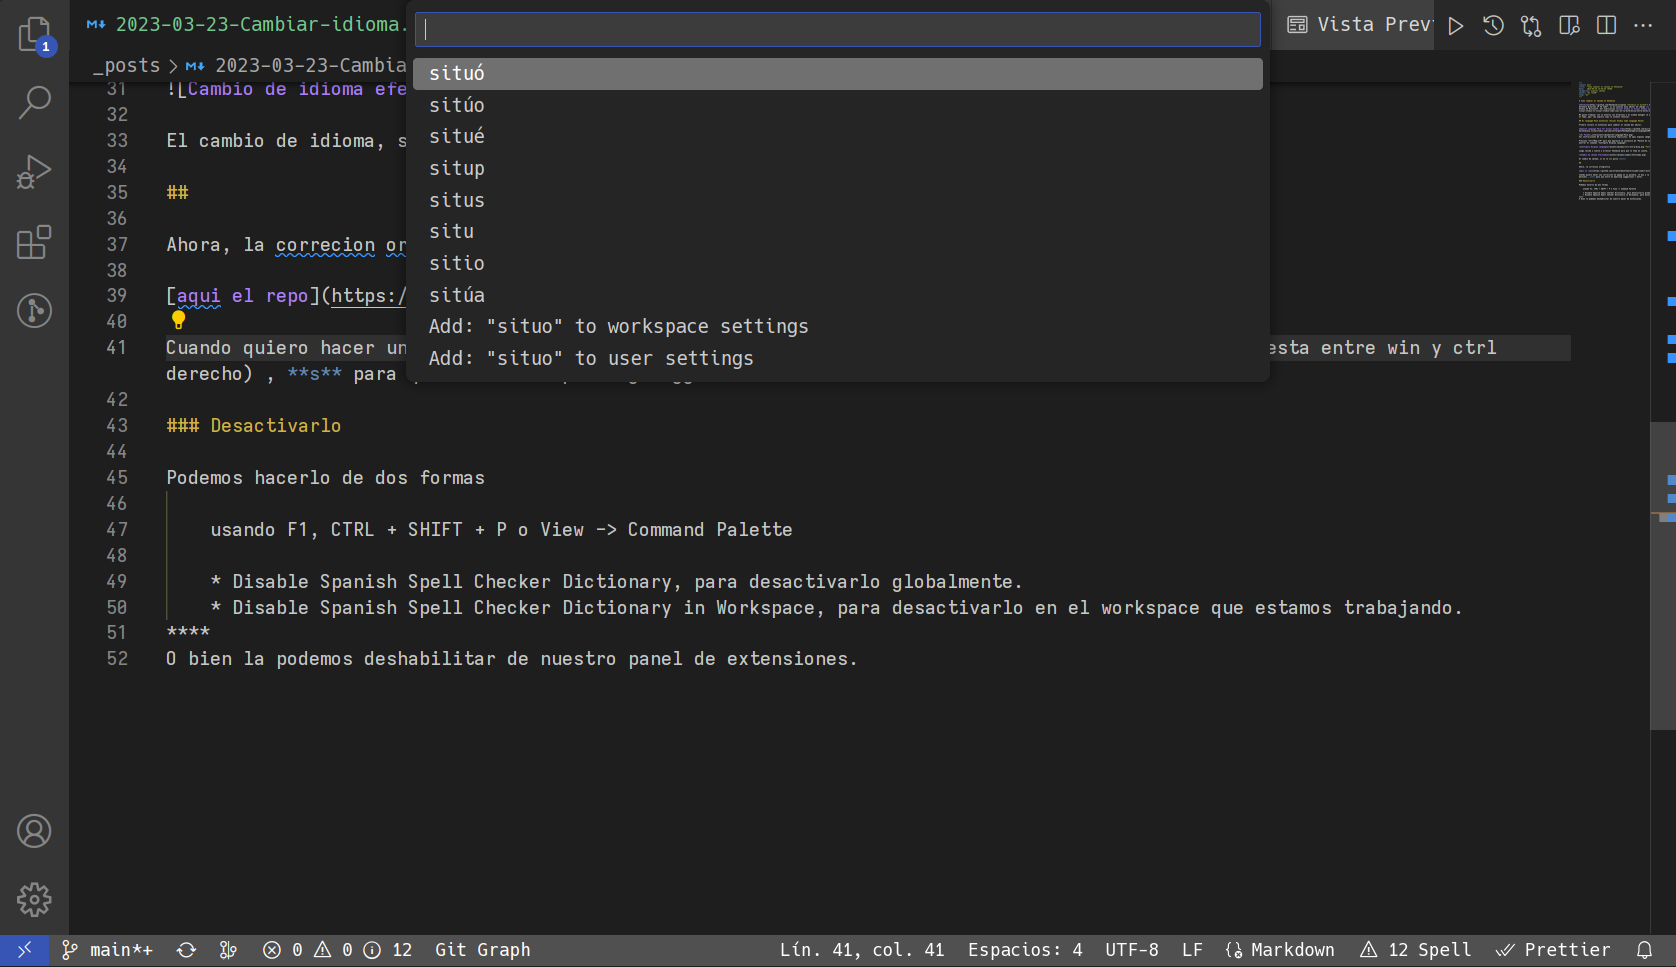 1
2023-03-23-Cambiar-idioma.
Vista Prev
_posts > 2023-03-23-Cambia
situó
sitúo
situé
situp
situs
situ
sitio
sitúa
Add: "situo" to workspace settings
Add: "situo" to user settings
31 ![Cambio de idioma efe
32
33 El cambio de idioma, s
34
35 ##
36
37 Ahora, la correcion or
38
39 [aqui el repo](https:/
40
41 Cuando quiero hacer un esta entre win y ctrl
derecho) , **s** para
42
43 ### Desactivarlo
44
45 Podemos hacerlo de dos formas
46
47 usando F1, CTRL + SHIFT + P o View -> Command Palette
48
49 * Disable Spanish Spell Checker Dictionary, para desactivarlo globalmente.
50 * Disable Spanish Spell Checker Dictionary in Workspace, para desactivarlo en el workspace que estamos trabajando.
51 ****
52 O bien la podemos deshabilitar de nuestro panel de extensiones.
main*+ 0 0 12 Git Graph Lín. 41, col. 41 Espacios: 4 UTF-8 LF Markdown 12 Spell Prettier